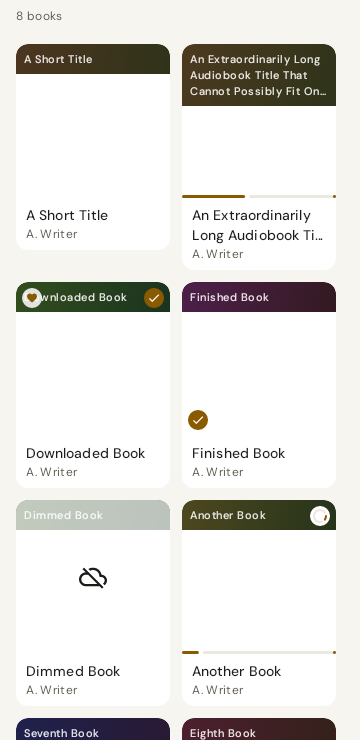 8 books
A Short Title
A Short Title
A. Writer
An Extraordinarily Long
Audiobook Title That
Cannot Possibly Fit On…
An Extraordinarily
Long Audiobook Ti…
A. Writer
wnloaded Book
Downloaded Book
A. Writer
Finished Book
Finished Book
A. Writer
Dimmed Book
Dimmed Book
A. Writer
Another Book
Another Book
A. Writer
Seventh Book
Eighth Book